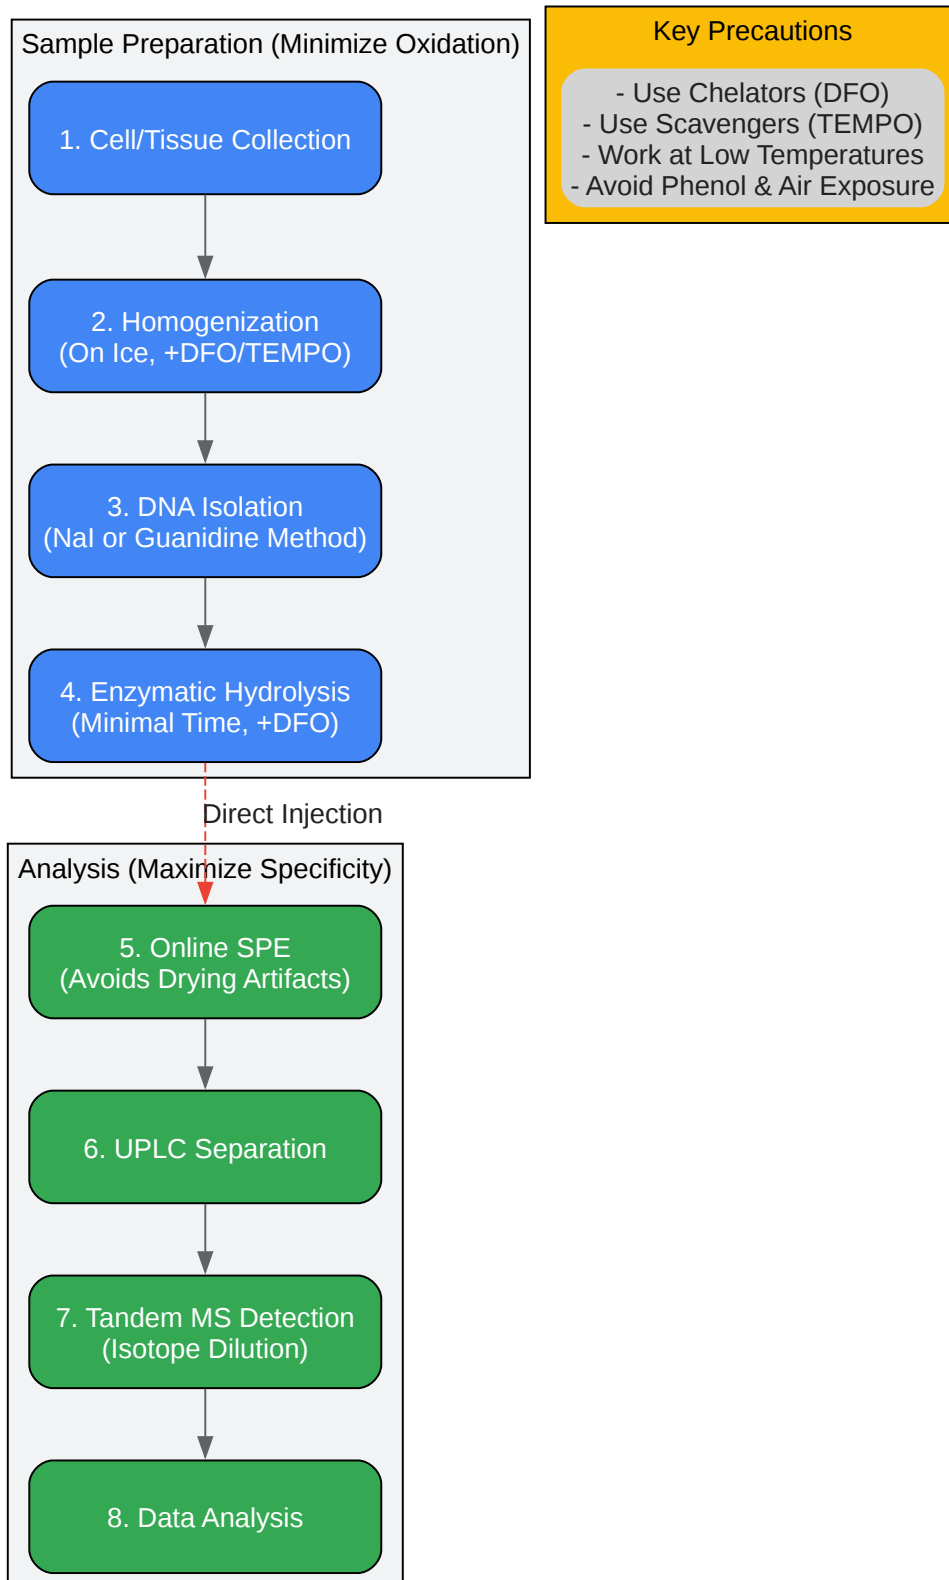 Sample Preparation (Minimize Oxidation)
1. Cell/Tissue Collection
2. Homogenization
(On Ice, +DFO/TEMPO)
3. DNA Isolation
(NaI or Guanidine Method)
4. Enzymatic Hydrolysis
(Minimal Time, +DFO)
Direct Injection
Analysis (Maximize Specificity)
5. Online SPE
(Avoids Drying Artifacts)
6. UPLC Separation
7. Tandem MS Detection
(Isotope Dilution)
8. Data Analysis
Key Precautions
- Use Chelators (DFO)
- Use Scavengers (TEMPO)
- Work at Low Temperatures
- Avoid Phenol & Air Exposure